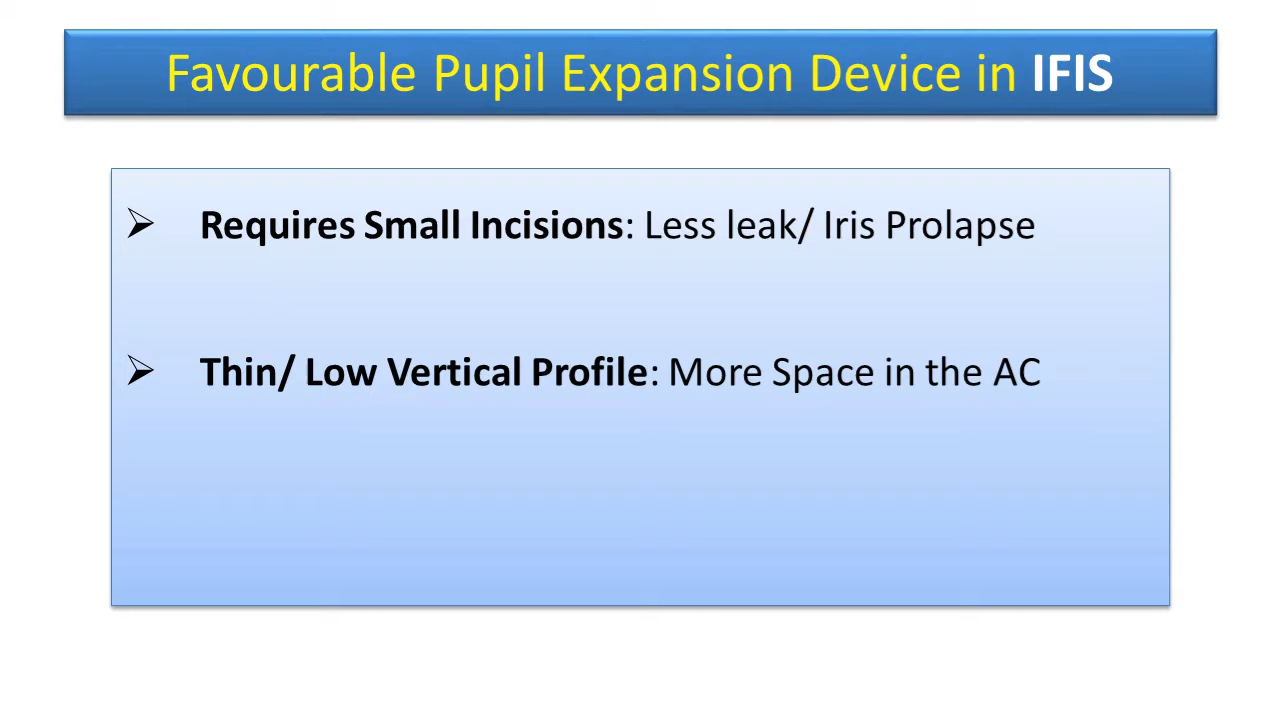 Favourable Pupil Expansion Device in IFIS
➢ Requires Small Incisions: Less leak/ Iris Prolapse
➢ Thin/ Low Vertical Profile: More Space in the AC